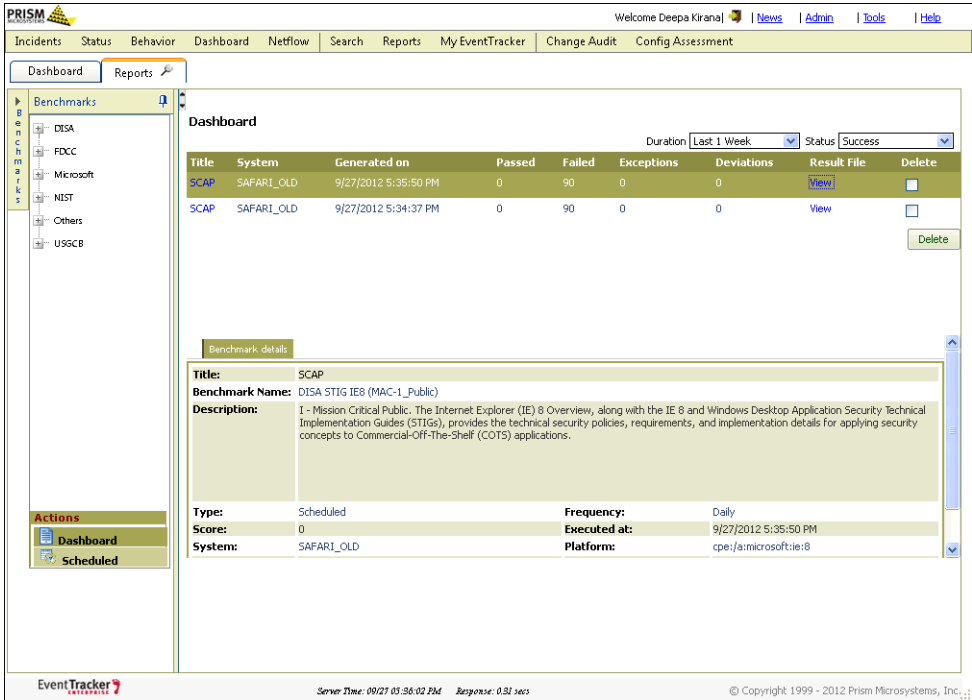 PRISM
MICROSYSTEMS
Welcome Deepa Kirana| | News | Admin | Tools | Help
Incidents Status Behavior Dashboard Netflow | Search Reports My EventTracker | Change Audit Config Assessment
Dashboard Reports
Benchmarks
Benchmarks
DISA
FDCC
Microsoft
NIST
Others
USGCB
Actions
Dashboard
Scheduled
Dashboard
Duration Last 1 Week Status Success
Title System Generated on Passed Failed Exceptions Deviations Result File Delete
SCAP SAFARI_OLD 9/27/2012 5:35:50 PM 0 90 0 0 View
SCAP SAFARI_OLD 9/27/2012 5:34:37 PM 0 90 0 0 View
Delete
Benchmark details
Title: SCAP
Benchmark Name: DISA STIG IE8 (MAC-1_Public)
Description: I - Mission Critical Public. The Internet Explorer (IE) 8 Overview, along with the IE 8 and Windows Desktop Application Security Technical
Implementation Guides (STIGs), provides the technical security policies, requirements, and implementation details for applying security
concepts to Commercial-Off-The-Shelf (COTS) applications.
Type: Scheduled Frequency: Daily
Score: 0 Executed at: 9/27/2012 5:35:50 PM
System: SAFARI_OLD Platform: cpe:/a:microsoft:ie:8
EventTracker
ENTERPRISE
Server Time: 09/27 05:36:02 PM Response: 0.31 secs
© Copyright 1999 - 2012 Prism Microsystems, Inc.